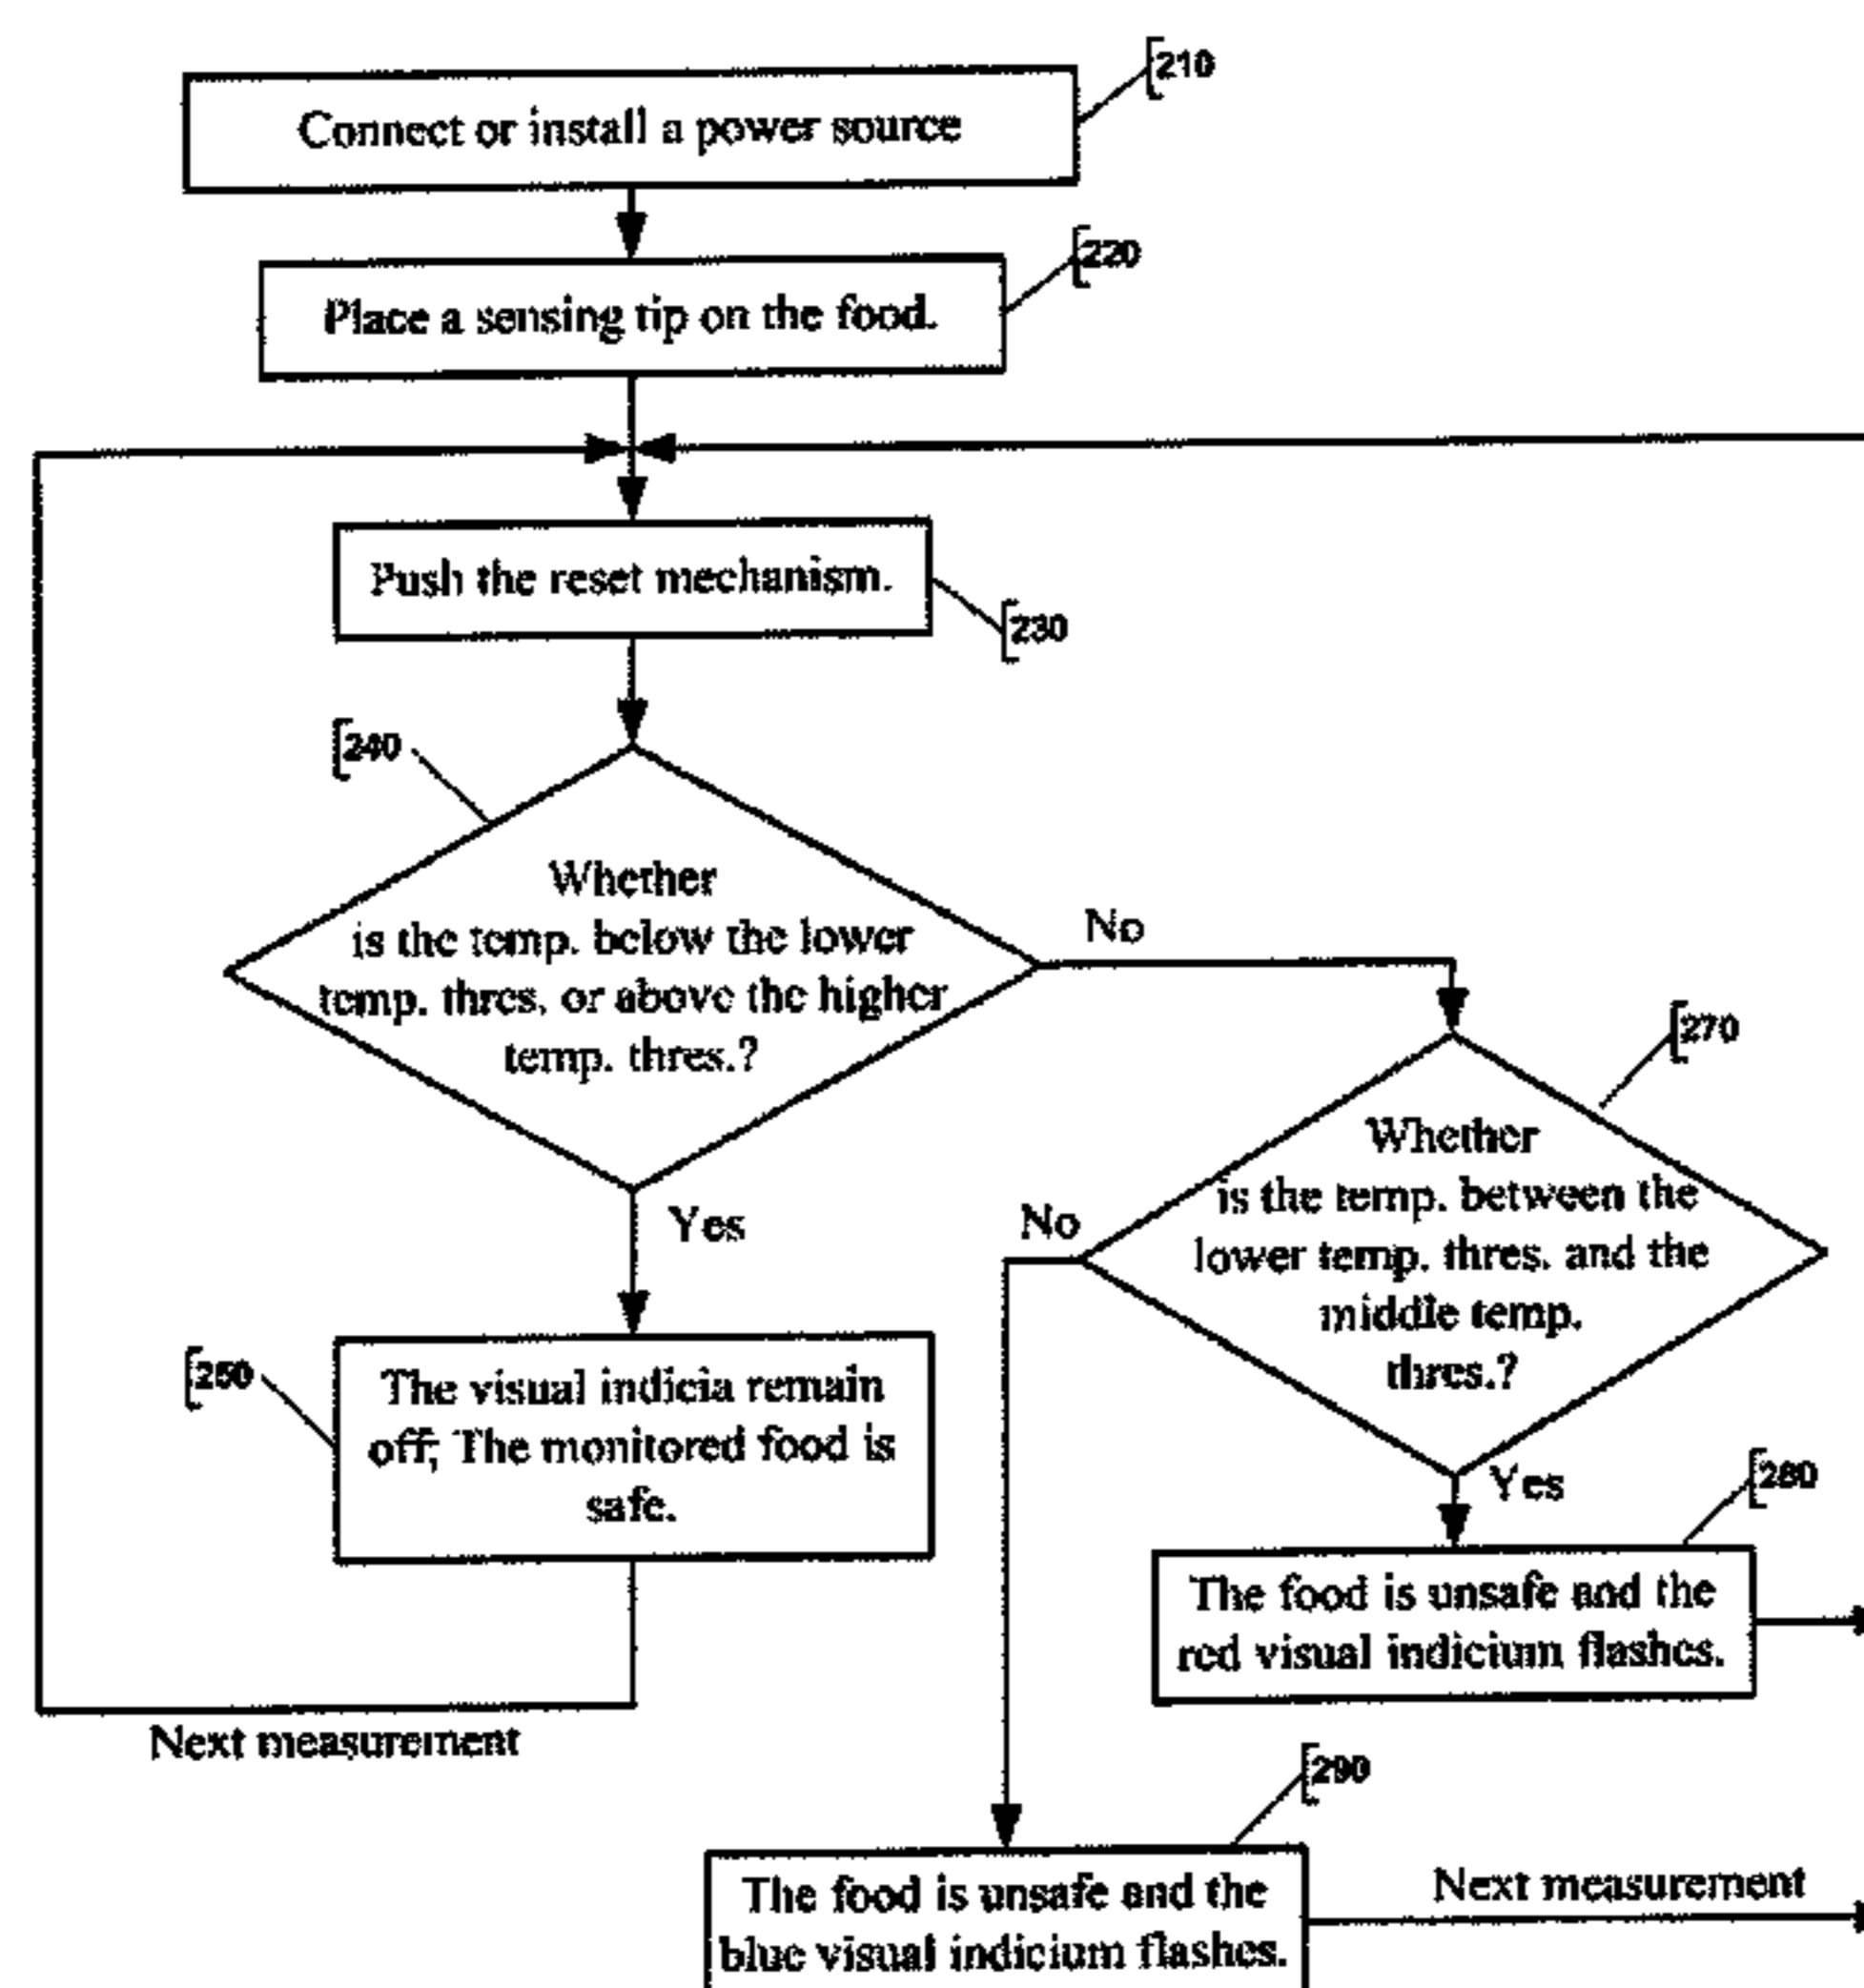 210
Connect or install a power source
220
Place a sensing tip on the food.
Push the reset mechanism.
230
240
Whether
is the temp. below the lower
temp. thres. or above the higher
temp. thres.?
No
270
Whether
is the temp. between the
lower temp. thres. and the
middle temp.
thres.?
No
Yes
Yes
250
The visual indicia remain
off; The monitored food is
safe.
280
The food is unsafe and the
red visual indicium flashes.
Next measurement
290
The food is unsafe and the
blue visual indicium flashes.
Next measurement